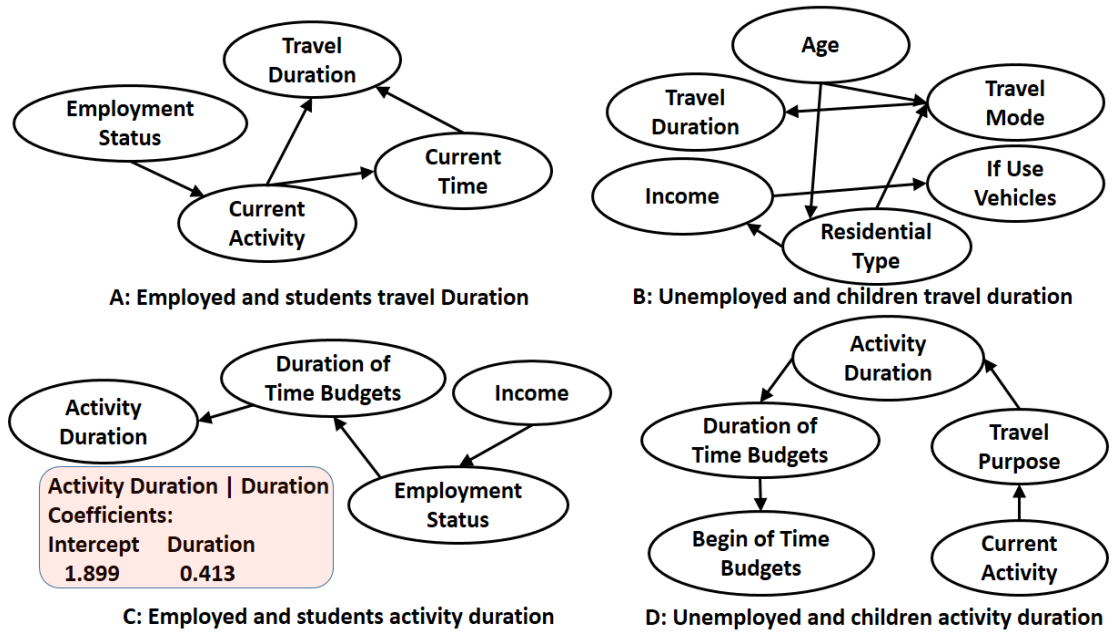 Travel
Duration
Employment
Status
Current
Time
Current
Activity
A: Employed and students travel Duration
Age
Travel
Duration
Travel
Mode
Income
If Use
Vehicles
Residential
Type
B: Unemployed and children travel duration
Duration of
Time Budgets
Income
Activity
Duration
Employment
Status
Activity Duration | Duration
Coefficients:
Intercept Duration
1.899 0.413
C: Employed and students activity duration
Activity
Duration
Duration of
Time Budgets
Travel
Purpose
Begin of Time
Budgets
Current
Activity
D: Unemployed and children activity duration